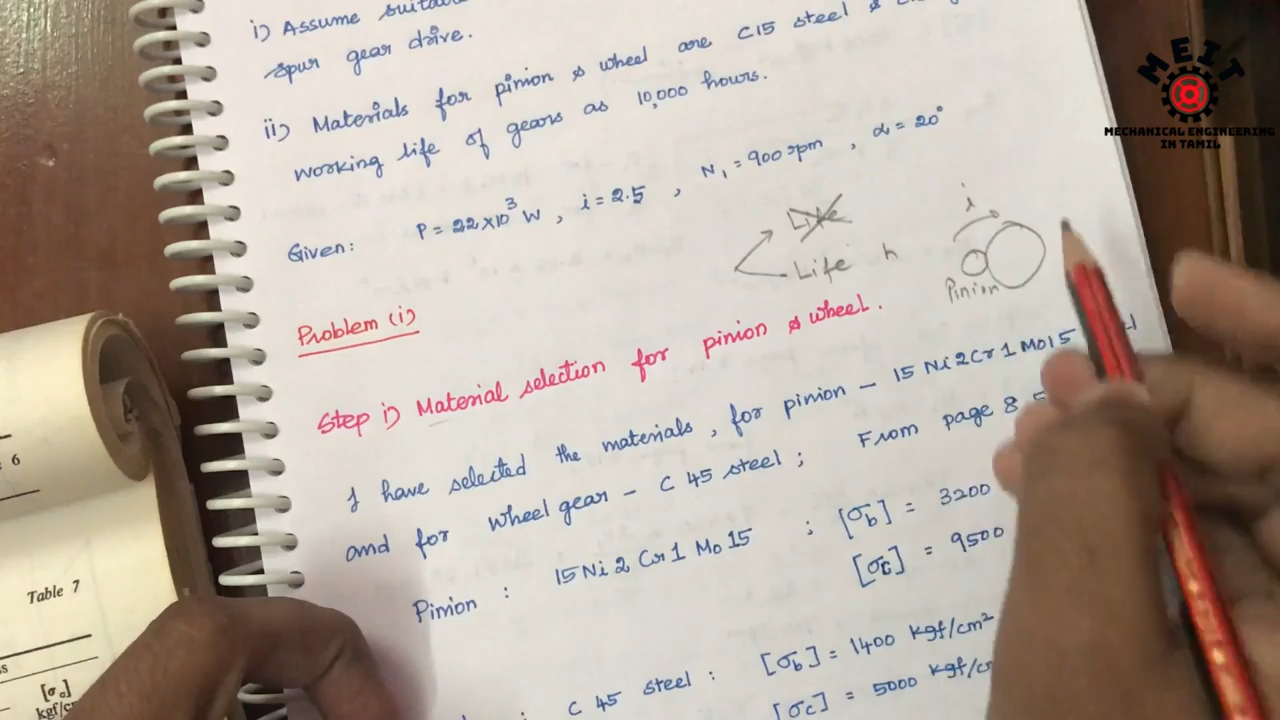 i) Assume
spur gear drive.
ii) Materials for pinion & wheel are C15 steel &
working life of gears as 10,000 hours.
Given: P = 22×10³ W , i = 2.5 , N₁ = 900 rpm , α = 20°
Life
Life h
i
Pinion
Problem (i)
Step i) Material selection for pinion & wheel.
I have selected the materials, for pinion – 15 Ni 2 Cr 1 Mo 15
and for wheel gear – C 45 steel ; From page 8.5
Pinion : 15 Ni 2 Cr 1 Mo 15 ; [σb] = 3200
[σc] = 9500
C 45 steel : [σb] = 1400 kgf/cm²
[σc] = 5000 kgf/cm
6
Table 7
[σc]
MEIT
MECHANICAL ENGINEERING
IN TAMIL